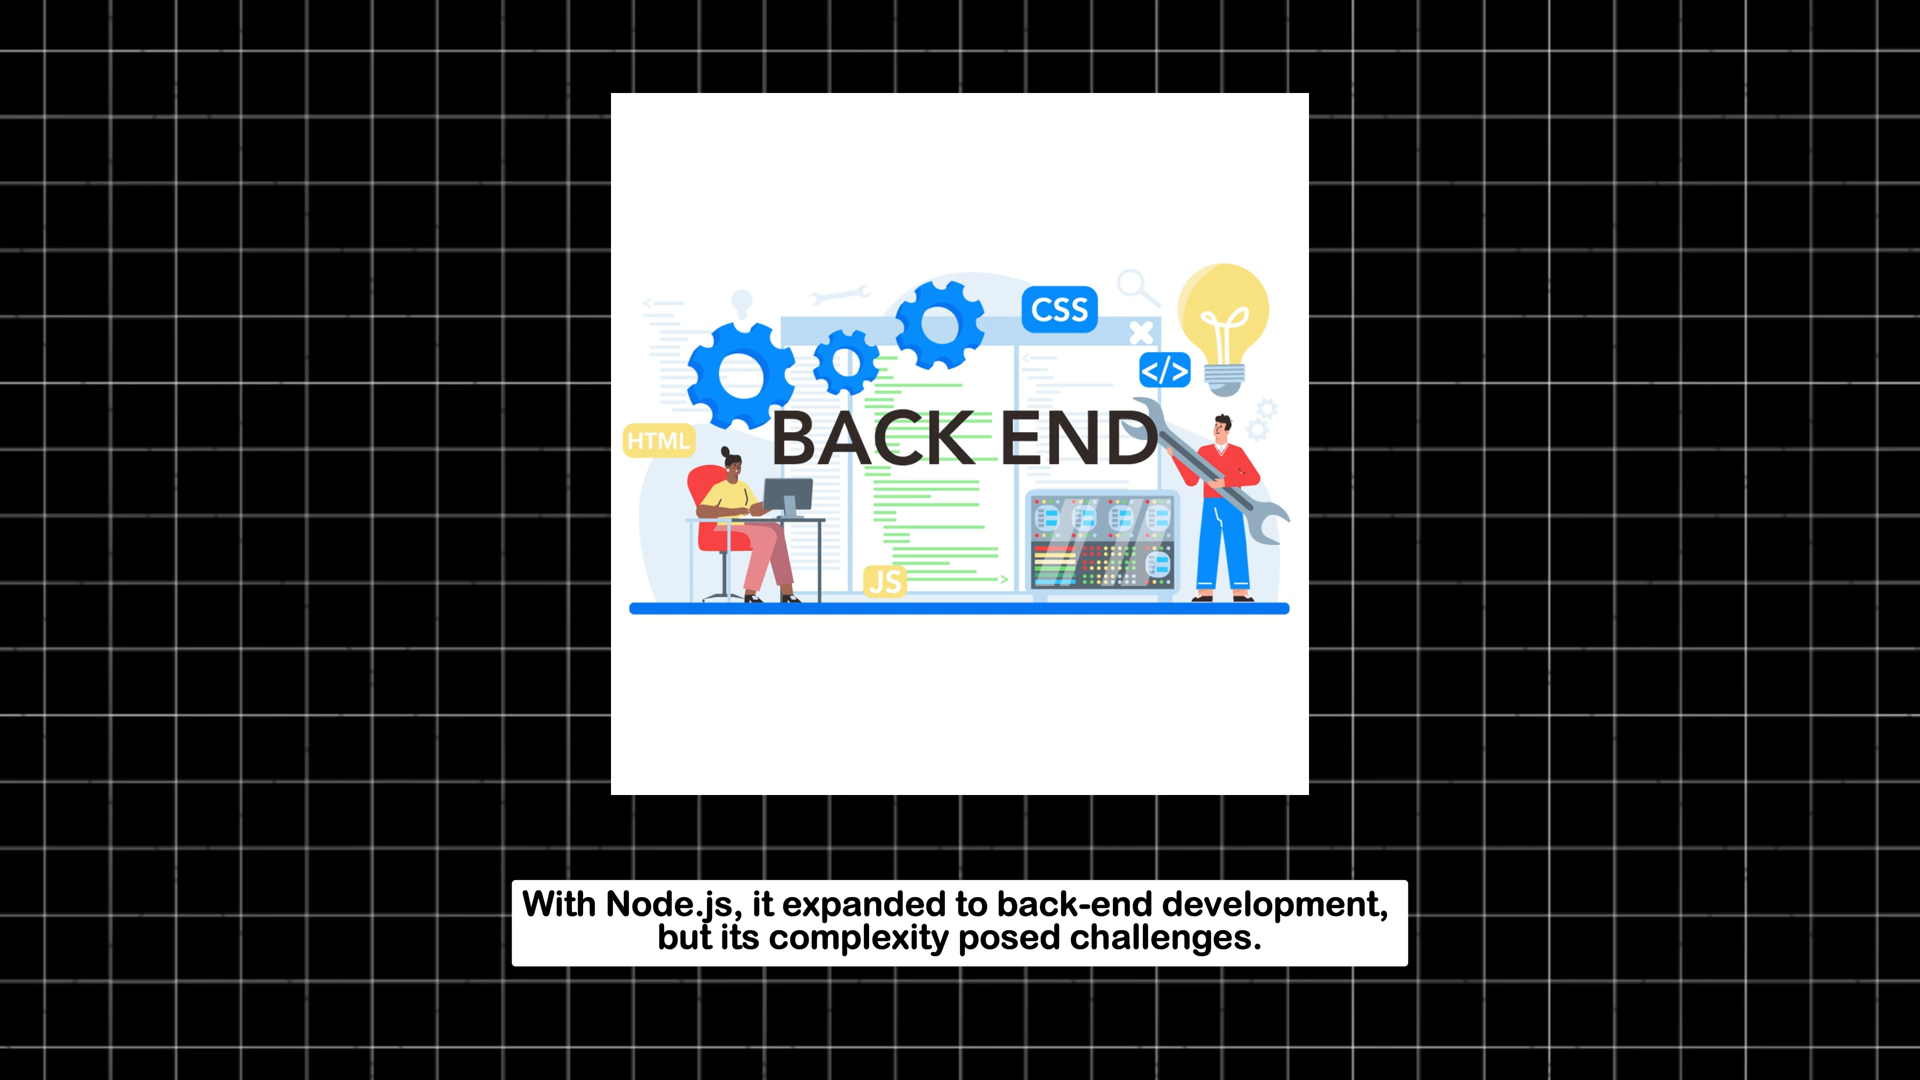 CSS
</>
BACK END
HTML
JS
With Node.js, it expanded to back-end development,
but its complexity posed challenges.